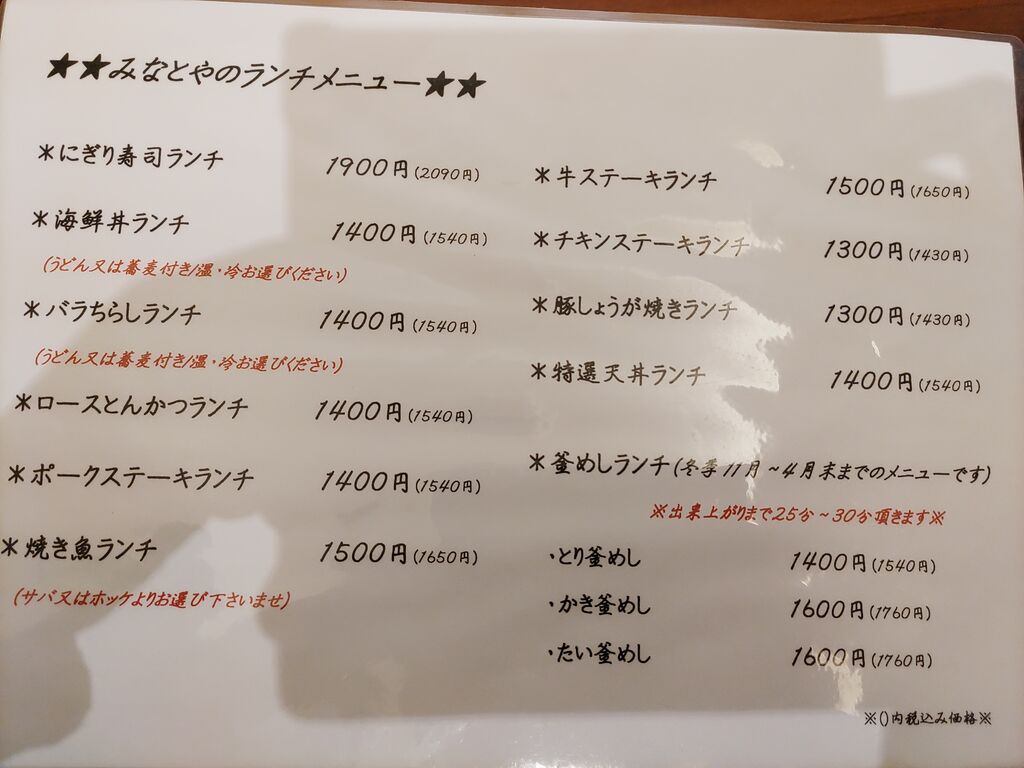 ★★みなとやのランチメニュー★★
＊にぎり寿司ランチ 1900円(2090円)
＊海鮮丼ランチ 1400円(1540円)
(うどん又は蕎麦付き/温・冷お選びください)
＊バラちらしランチ 1400円(1540円)
(うどん又は蕎麦付き/温・冷お選びください)
＊ロースとんかつランチ 1400円(1540円)
＊ポークステーキランチ 1400円(1540円)
＊焼き魚ランチ 1500円(1650円)
(サバ又はホッケよりお選び下さいませ)
＊牛ステーキランチ 1500円(1650円)
＊チキンステーキランチ 1300円(1430円)
＊豚しょうが焼きランチ 1300円(1430円)
＊特選天丼ランチ 1400円(1540円)
＊釜めしランチ(冬季11月～4月末までのメニューです)
※出来上がりまで25分～30分頂きます※
・とり釜めし 1400円(1540円)
・かき釜めし 1600円(1760円)
・たい釜めし 1600円(1760円)
※()内税込み価格※